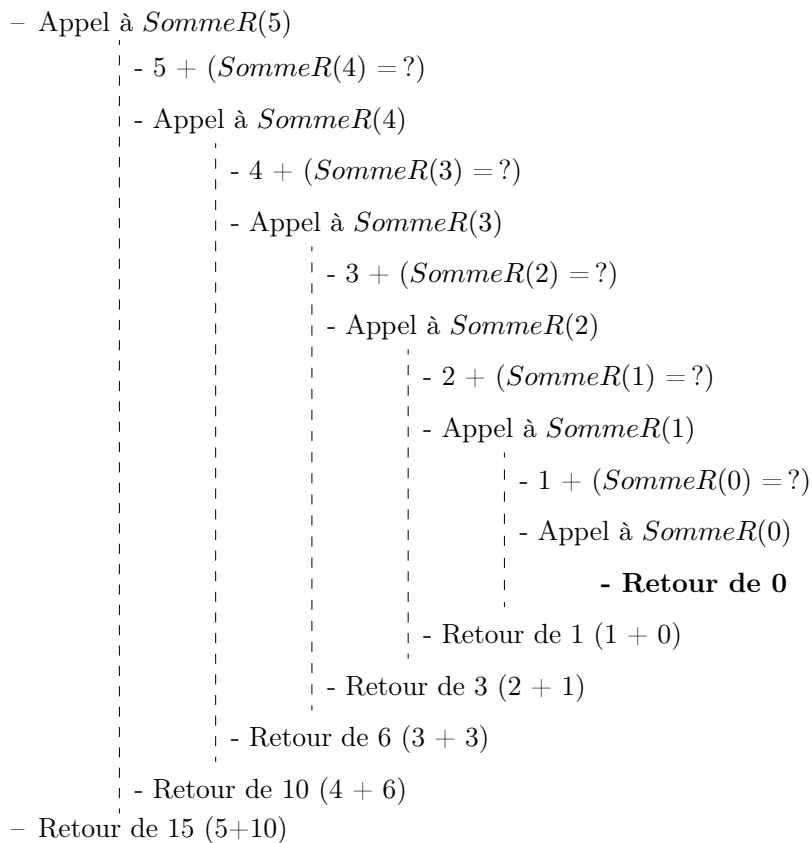 – Appel à SommeR(5)
- 5 + (SommeR(4) = ?)
- Appel à SommeR(4)
- 4 + (SommeR(3) = ?)
- Appel à SommeR(3)
- 3 + (SommeR(2) = ?)
- Appel à SommeR(2)
- 2 + (SommeR(1) = ?)
- Appel à SommeR(1)
- 1 + (SommeR(0) = ?)
- Appel à SommeR(0)
- Retour de 0
- Retour de 1 (1 + 0)
- Retour de 3 (2 + 1)
- Retour de 6 (3 + 3)
- Retour de 10 (4 + 6)
– Retour de 15 (5+10)